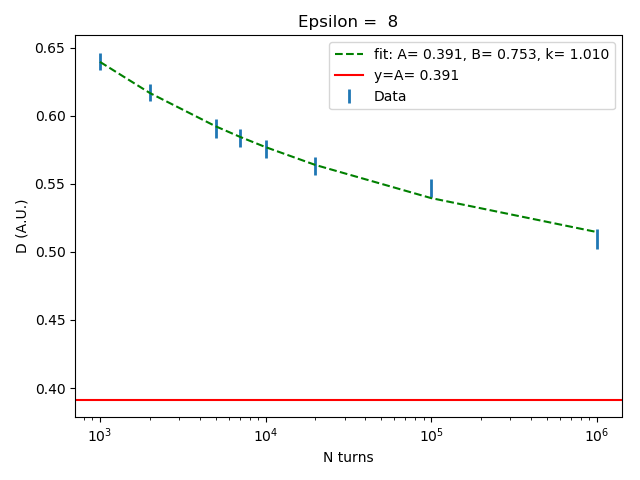 Epsilon =  8
fit: A= 0.391, B= 0.753, k= 1.010
y=A= 0.391
Data
D (A.U.)
0.65
0.60
0.55
0.50
0.45
0.40
10³
10⁴
10⁵
10⁶
N turns